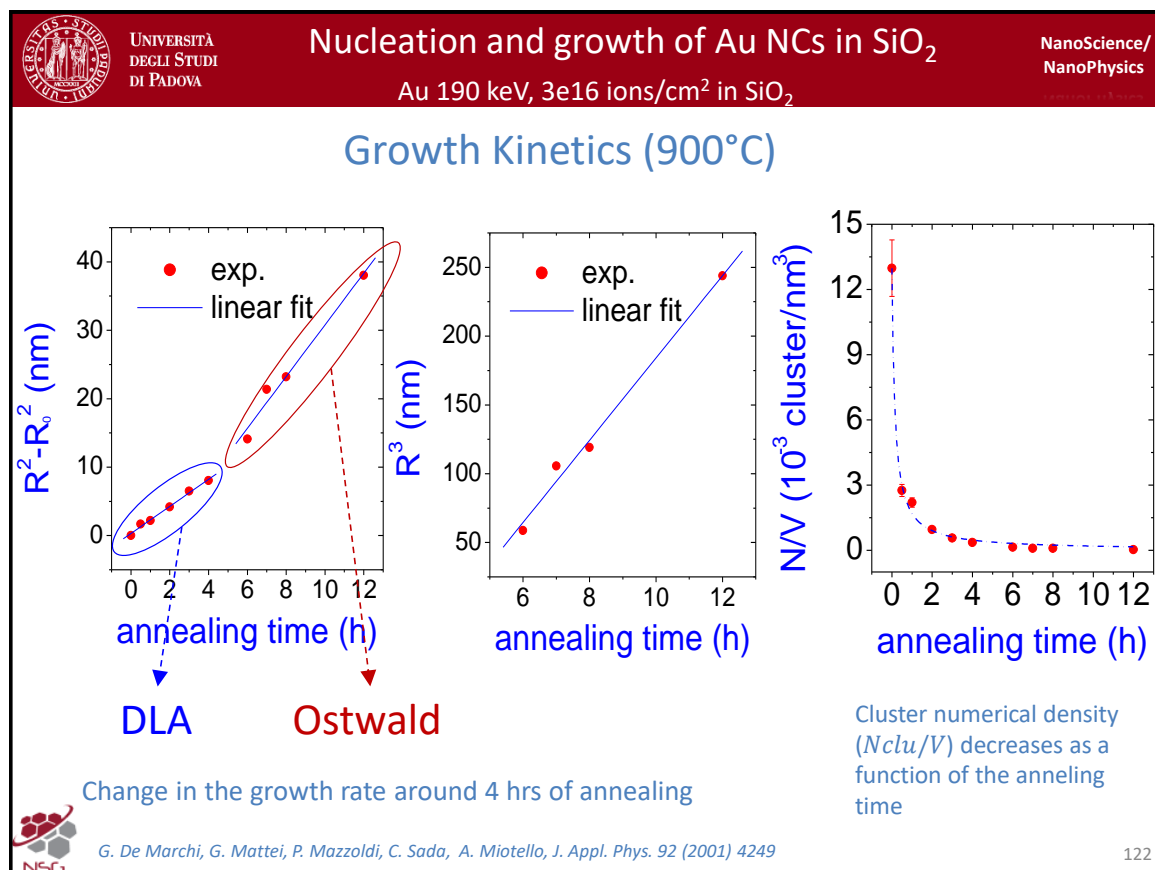 UNIVERSITÀ
DEGLI STUDI
DI PADOVA
Nucleation and growth of Au NCs in SiO₂
Au 190 keV, 3e16 ions/cm² in SiO₂
NanoScience/
NanoPhysics
Growth Kinetics (900°C)
R²-R₀² (nm)
40
30
20
10
0
exp.
linear fit
0 2 4 6 8 10 12
annealing time (h)
R³ (nm)
250
200
150
100
50
exp.
linear fit
6 8 10 12
annealing time (h)
N/V (10⁻³ cluster/nm³)
15
12
9
6
3
0
0 2 4 6 8 10 12
annealing time (h)
DLA
Ostwald
Cluster numerical density
(Nclu/V) decreases as a
function of the anneling
time
Change in the growth rate around 4 hrs of annealing
G. De Marchi, G. Mattei, P. Mazzoldi, C. Sada, A. Miotello, J. Appl. Phys. 92 (2001) 4249
122